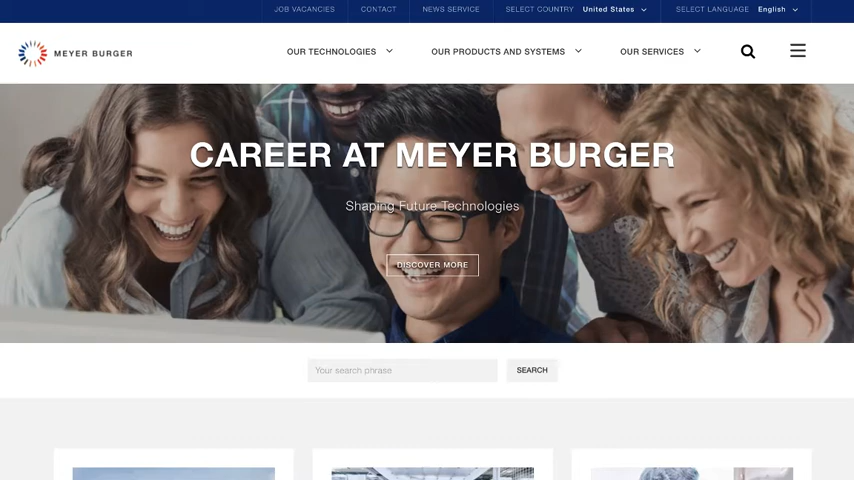 JOB VACANCIES CONTACT NEWS SERVICE SELECT COUNTRY United States SELECT LANGUAGE English
MEYER BURGER OUR TECHNOLOGIES OUR PRODUCTS AND SYSTEMS OUR SERVICES
CAREER AT MEYER BURGER
Shaping Future Technologies
DISCOVER MORE
Your search phrase SEARCH